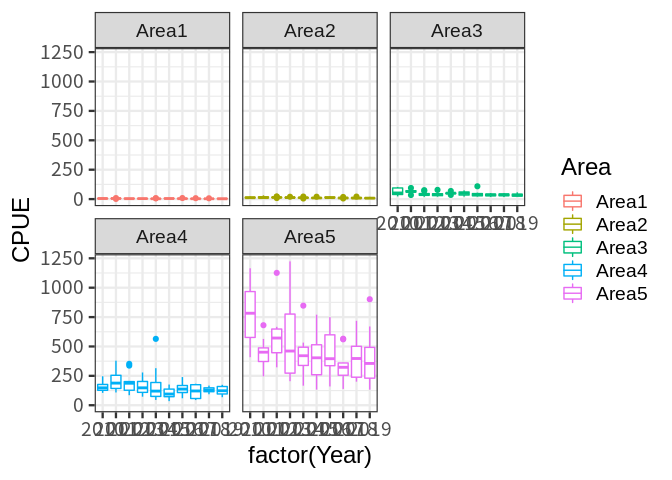 Area1 Area2 Area3
1250
1000
750
500
250
0
CPUE
Area4 Area5
1250
1000
750
500
250
0
factor(Year)
Area
Area1
Area2
Area3
Area4
Area5